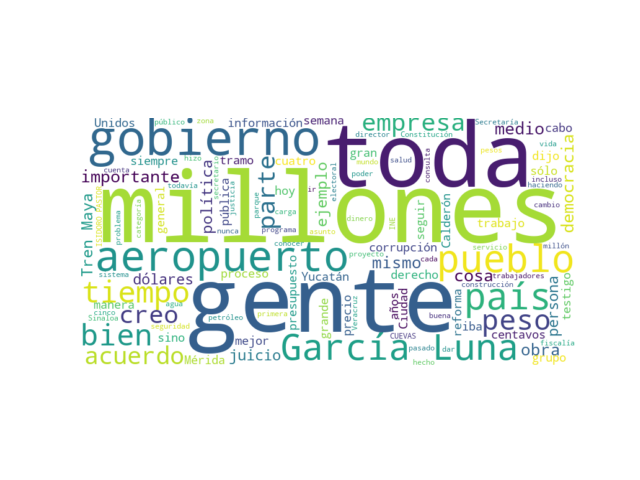 Unidos público zona información semana empresa Secretaría
gobierno toda medio cabo
director Constitución
siempre hizo tramo cuatro gran mundo vida
importante política secretario pública justicia parte ejemplo poder salud consulta pesos dijo sólo democracia
cuenta hoy ir incluso haciendo
todavía general millones seguir electoral Calderón trabajo cambio
categoría nunca parque carga dinero INE
problema programa asunto
Tren Maya aeropuerto conocer corrupción servicio millón
proyecto mismo cada pueblo
sistema dólares proceso Yucatán derecho cosa trabajadores
tiempo gente presupuesto años Ciudad país construcción persona testigo
manera agua
cinco creo petróleo primera grande precio Veracruz buena reforma peso
Sinaloa seguridad CUEVAS iba centavos
bien sino mejor García Luna obra fiscalía
acuerdo Mérida juicio pasado dar grupo
hecho